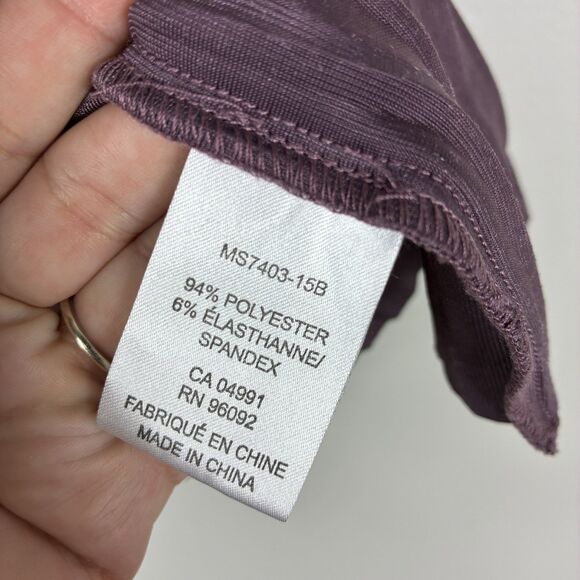 MS7403-15B
94% POLYESTER
6% ÉLASTHANNE/
SPANDEX
CA 04991
RN 96092
FABRIQUÉ EN CHINE
MADE IN CHINA